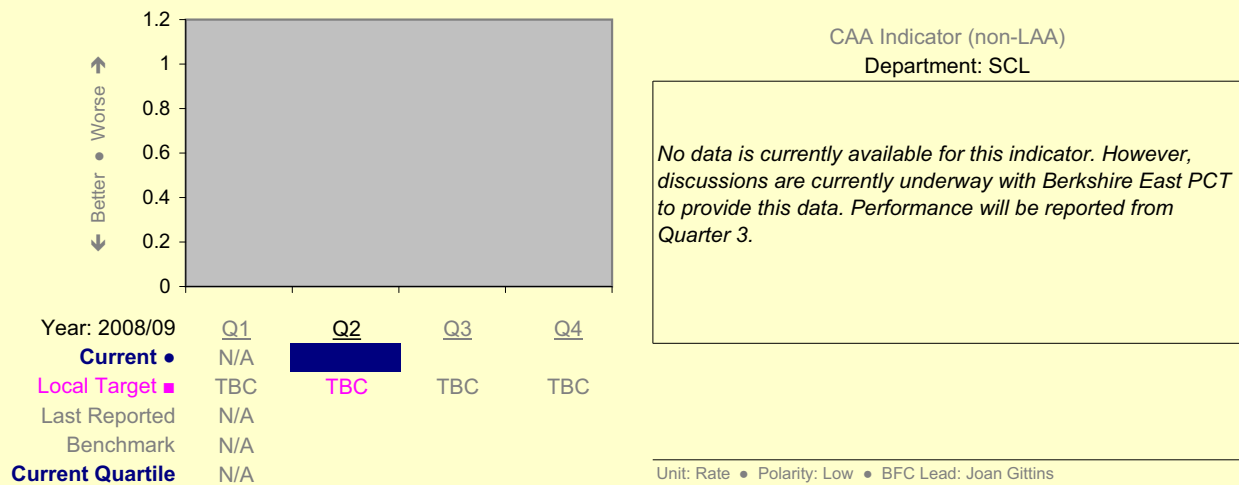 1.2
1
0.8
0.6
0.4
0.2
0
← Better ● Worse →
CAA Indicator (non-LAA)
Department: SCL
No data is currently available for this indicator. However,
discussions are currently underway with Berkshire East PCT
to provide this data. Performance will be reported from
Quarter 3.
Year: 2008/09 Q1 Q2 Q3 Q4
Current ● N/A
Local Target ■ TBC TBC TBC TBC
Last Reported N/A
Benchmark N/A
Current Quartile N/A
Unit: Rate ● Polarity: Low ● BFC Lead: Joan Gittins